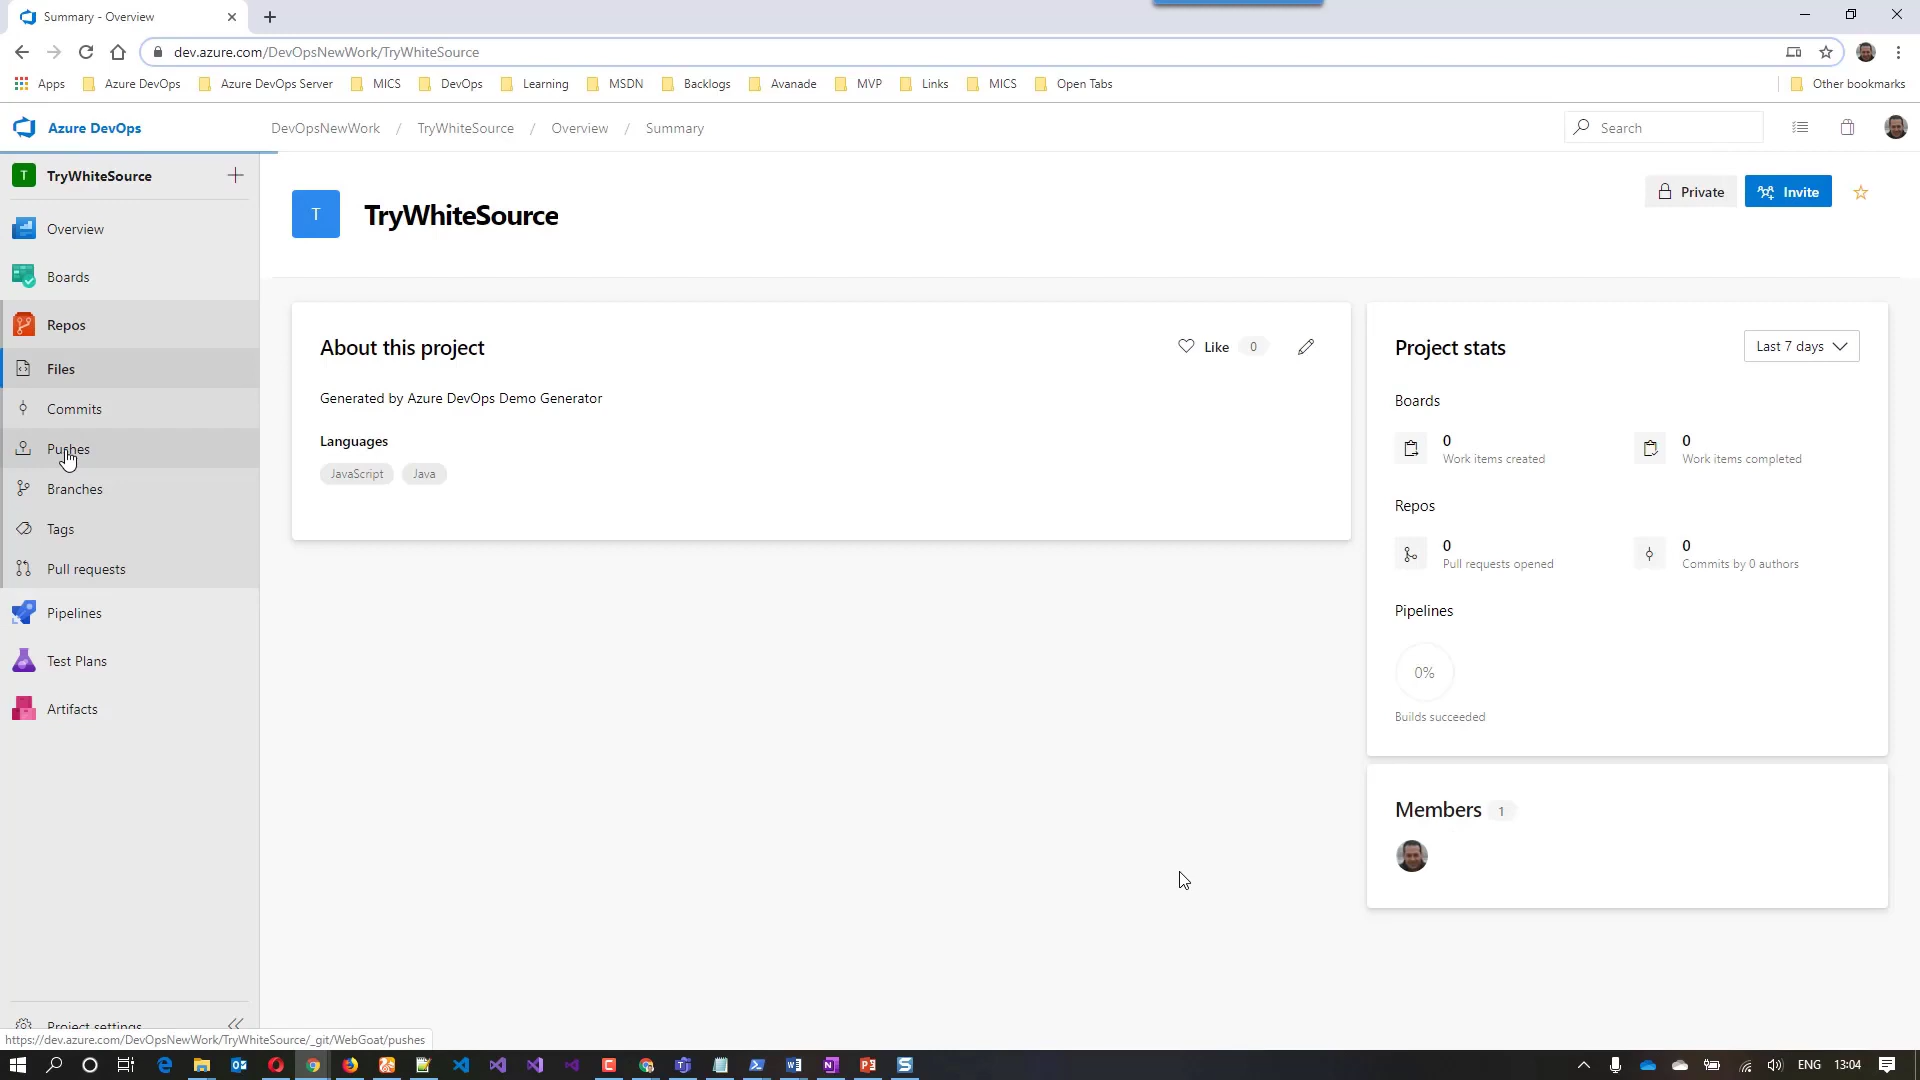 Summary - Overview
dev.azure.com/DevOpsNewWork/TryWhiteSource
Apps Azure DevOps Azure DevOps Server MICS DevOps Learning MSDN Backlogs Avanade MVP Links MICS Open Tabs Other bookmarks
Azure DevOps DevOpsNewWork / TryWhiteSource / Overview / Summary Search
T TryWhiteSource
Overview
Boards
Repos
Files
Commits
Pushes
Branches
Tags
Pull requests
Pipelines
Test Plans
Artifacts
Project settings
T TryWhiteSource
Private Invite
About this project
Like 0
Generated by Azure DevOps Demo Generator
Languages
JavaScript Java
Project stats Last 7 days
Boards
0 0
Work items created Work items completed
Repos
0 0
Pull requests opened Commits by 0 authors
Pipelines
0%
Builds succeeded
Members 1
https://dev.azure.com/DevOpsNewWork/TryWhiteSource/_git/WebGoat/pushes
ENG 13:04